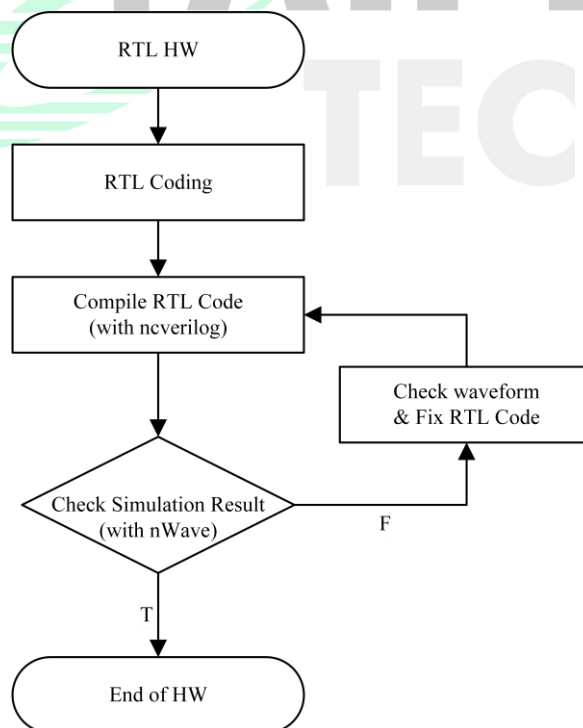 RTL HW
TEC
RTL Coding
Compile RTL Code
(with ncverilog)
Check waveform
& Fix RTL Code
Check Simulation Result
(with nWave)
F
T
End of HW